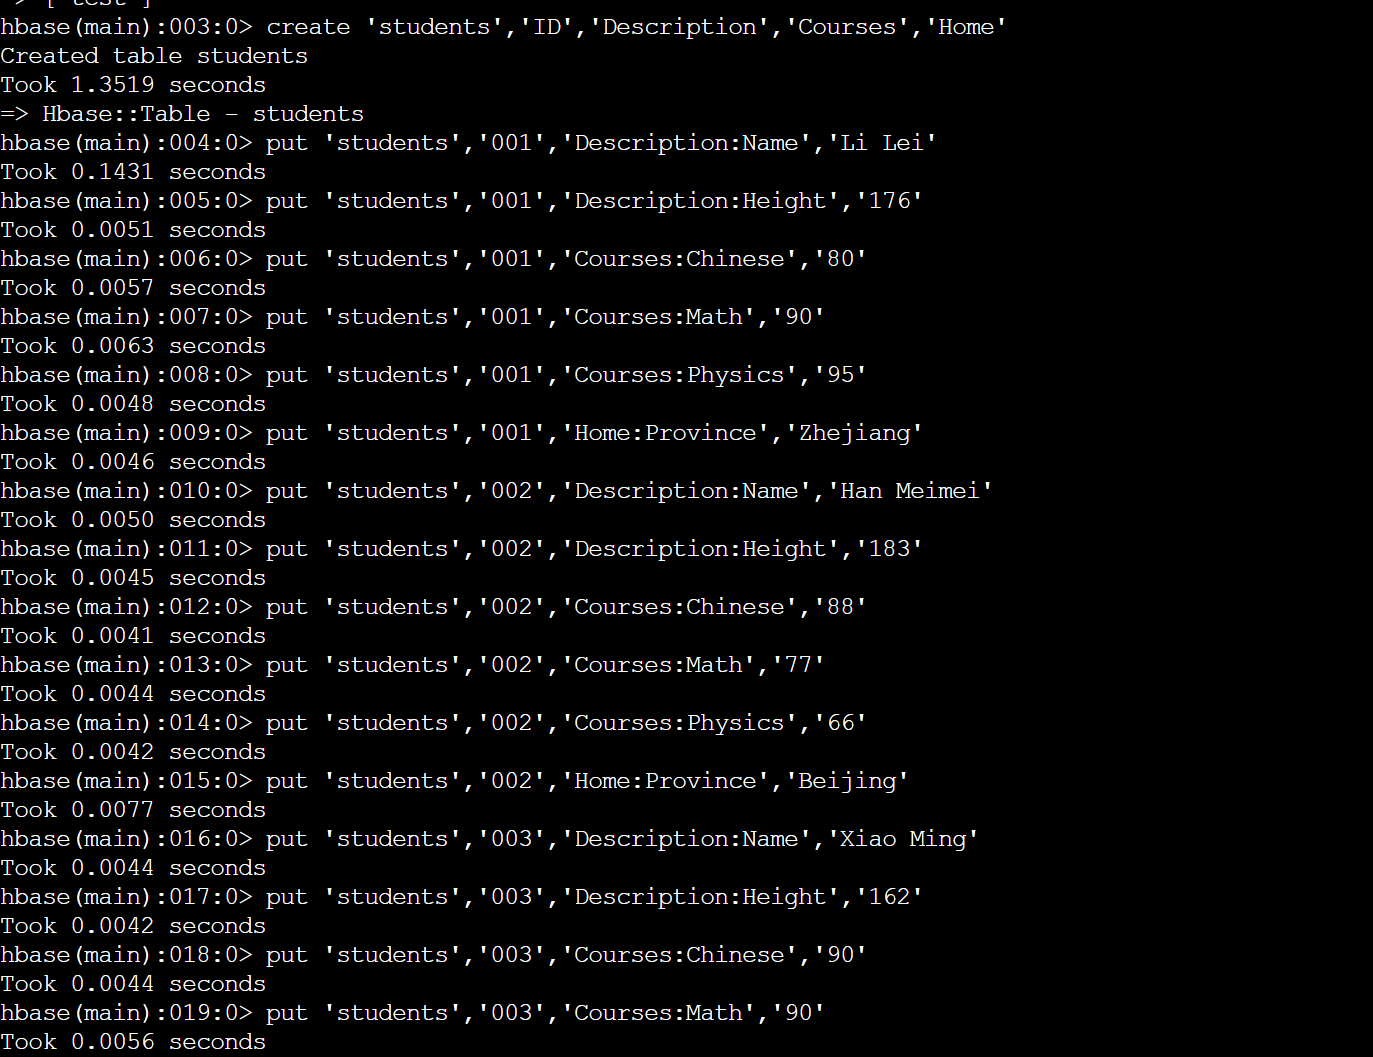 => ["test"]
hbase(main):003:0> create 'students','ID','Description','Courses','Home'
Created table students
Took 1.3519 seconds
=> Hbase::Table - students
hbase(main):004:0> put 'students','001','Description:Name','Li Lei'
Took 0.1431 seconds
hbase(main):005:0> put 'students','001','Description:Height','176'
Took 0.0051 seconds
hbase(main):006:0> put 'students','001','Courses:Chinese','80'
Took 0.0057 seconds
hbase(main):007:0> put 'students','001','Courses:Math','90'
Took 0.0063 seconds
hbase(main):008:0> put 'students','001','Courses:Physics','95'
Took 0.0048 seconds
hbase(main):009:0> put 'students','001','Home:Province','Zhejiang'
Took 0.0046 seconds
hbase(main):010:0> put 'students','002','Description:Name','Han Meimei'
Took 0.0050 seconds
hbase(main):011:0> put 'students','002','Description:Height','183'
Took 0.0045 seconds
hbase(main):012:0> put 'students','002','Courses:Chinese','88'
Took 0.0041 seconds
hbase(main):013:0> put 'students','002','Courses:Math','77'
Took 0.0044 seconds
hbase(main):014:0> put 'students','002','Courses:Physics','66'
Took 0.0042 seconds
hbase(main):015:0> put 'students','002','Home:Province','Beijing'
Took 0.0077 seconds
hbase(main):016:0> put 'students','003','Description:Name','Xiao Ming'
Took 0.0044 seconds
hbase(main):017:0> put 'students','003','Description:Height','162'
Took 0.0042 seconds
hbase(main):018:0> put 'students','003','Courses:Chinese','90'
Took 0.0044 seconds
hbase(main):019:0> put 'students','003','Courses:Math','90'
Took 0.0056 seconds